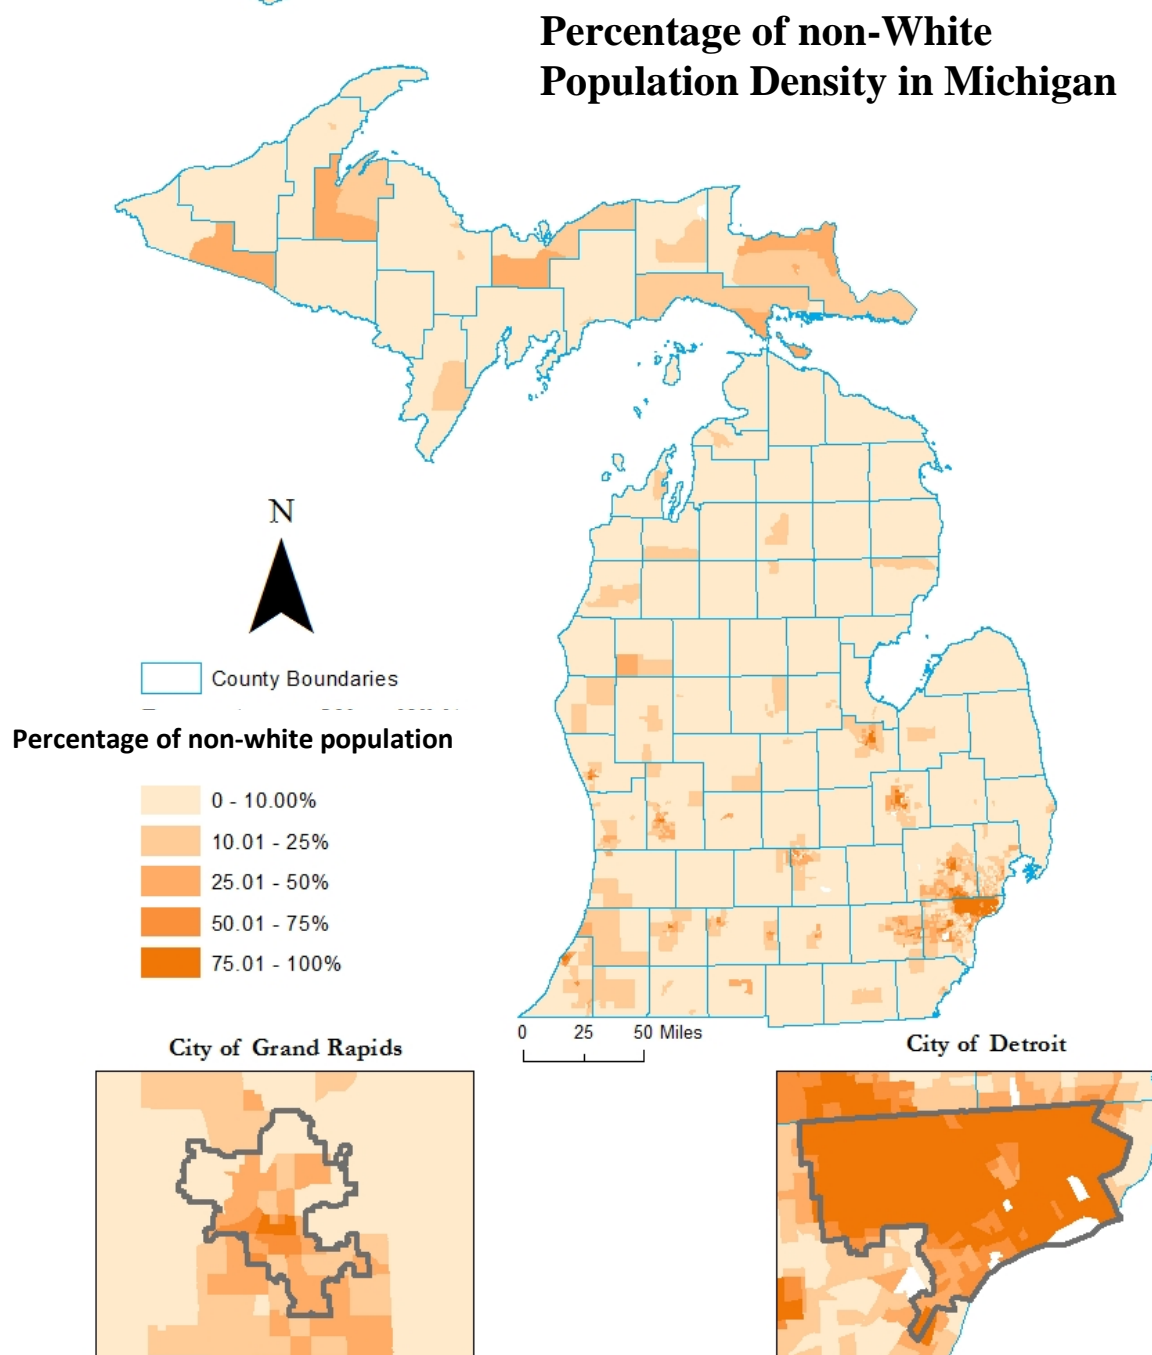 Percentage of non-White
Population Density in Michigan
N
County Boundaries
Percentage of non-white population
0 - 10.00%
10.01 - 25%
25.01 - 50%
50.01 - 75%
75.01 - 100%
0 25 50 Miles
City of Grand Rapids
City of Detroit